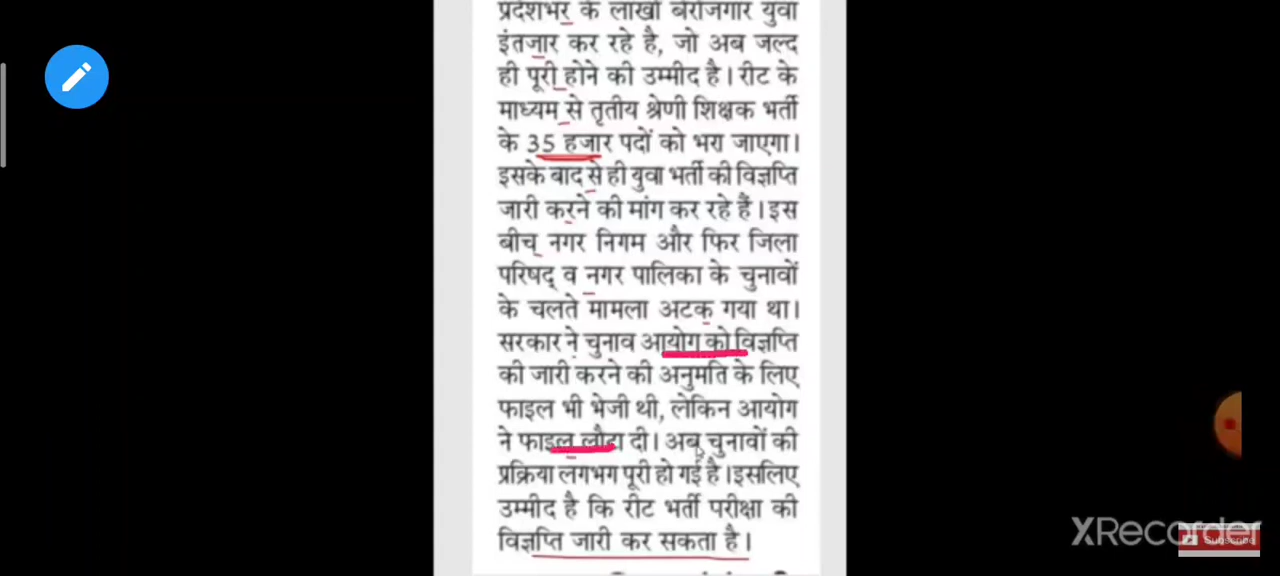 प्रदेशभर के लाखों बेरोजगार युवा
इंतजार कर रहे है, जो अब जल्द
ही पूरी होने की उम्मीद है। रीट के
माध्यम से तृतीय श्रेणी शिक्षक भर्ती
के 35 हजार पदों को भरा जाएगा।
इसके बाद से ही युवा भर्ती की विज्ञप्ति
जारी करने की मांग कर रहे हैं। इस
बीच नगर निगम और फिर जिला
परिषद् व नगर पालिका के चुनावों
के चलते मामला अटक गया था।
सरकार ने चुनाव आयोग को विज्ञप्ति
की जारी करने की अनुमति के लिए
फाइल भी भेजी थी, लेकिन आयोग
ने फाइल लौटा दी। अब चुनावों की
प्रक्रिया लगभग पूरी हो गई है। इसलिए
उम्मीद है कि रीट भर्ती परीक्षा की
विज्ञप्ति जारी कर सकता है।
XRecorder
Subscribe